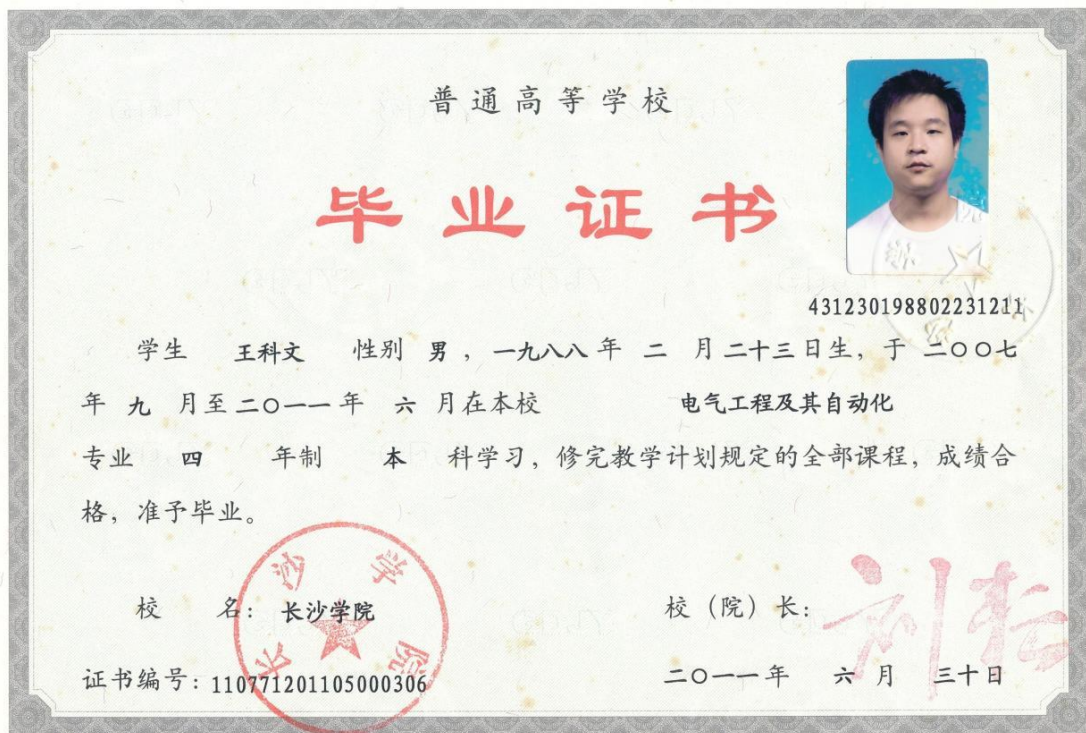 普通高等学校
毕业证书
431230198802231211
学生 王科文 性别 男 ，一九八八 年 二 月 二十三 日生，于 二〇〇七
年 九 月至 二〇一一 年 六 月在本校 电气工程及其自动化
专业 四 年制 本 科学习，修完教学计划规定的全部课程，成绩合
格，准予毕业。
长沙学院
校 名：长沙学院
校（院）长：
证书编号：110771201105000306
二〇一一年 六 月 三十日